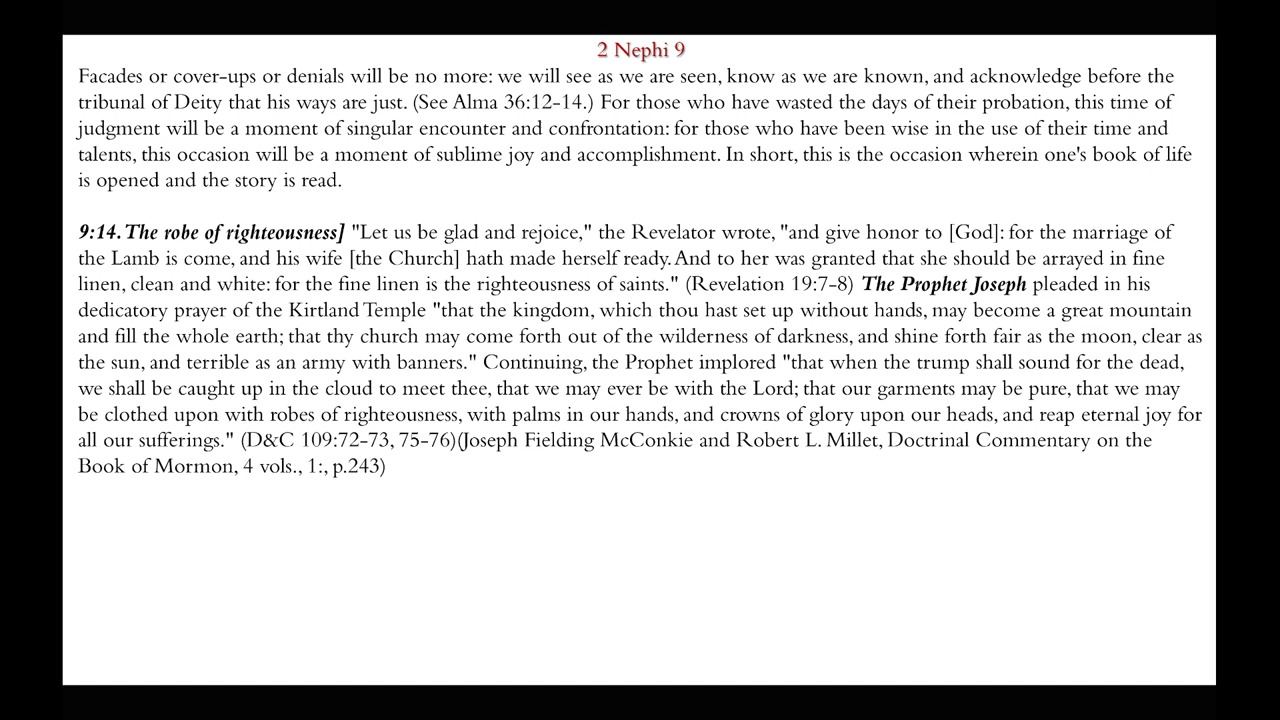 2 Nephi 9
Facades or cover-ups or denials will be no more: we will see as we are seen, know as we are known, and acknowledge before the
tribunal of Deity that his ways are just. (See Alma 36:12-14.) For those who have wasted the days of their probation, this time of
judgment will be a moment of singular encounter and confrontation: for those who have been wise in the use of their time and
talents, this occasion will be a moment of sublime joy and accomplishment. In short, this is the occasion wherein one's book of life
is opened and the story is read.
9:14. The robe of righteousness] "Let us be glad and rejoice," the Revelator wrote, "and give honor to [God]: for the marriage of
the Lamb is come, and his wife [the Church] hath made herself ready. And to her was granted that she should be arrayed in fine
linen, clean and white: for the fine linen is the righteousness of saints." (Revelation 19:7-8) The Prophet Joseph pleaded in his
dedicatory prayer of the Kirtland Temple "that the kingdom, which thou hast set up without hands, may become a great mountain
and fill the whole earth; that thy church may come forth out of the wilderness of darkness, and shine forth fair as the moon, clear as
the sun, and terrible as an army with banners." Continuing, the Prophet implored "that when the trump shall sound for the dead,
we shall be caught up in the cloud to meet thee, that we may ever be with the Lord; that our garments may be pure, that we may
be clothed upon with robes of righteousness, with palms in our hands, and crowns of glory upon our heads, and reap eternal joy for
all our sufferings." (D&C 109:72-73, 75-76)(Joseph Fielding McConkie and Robert L. Millet, Doctrinal Commentary on the
Book of Mormon, 4 vols., 1:, p.243)